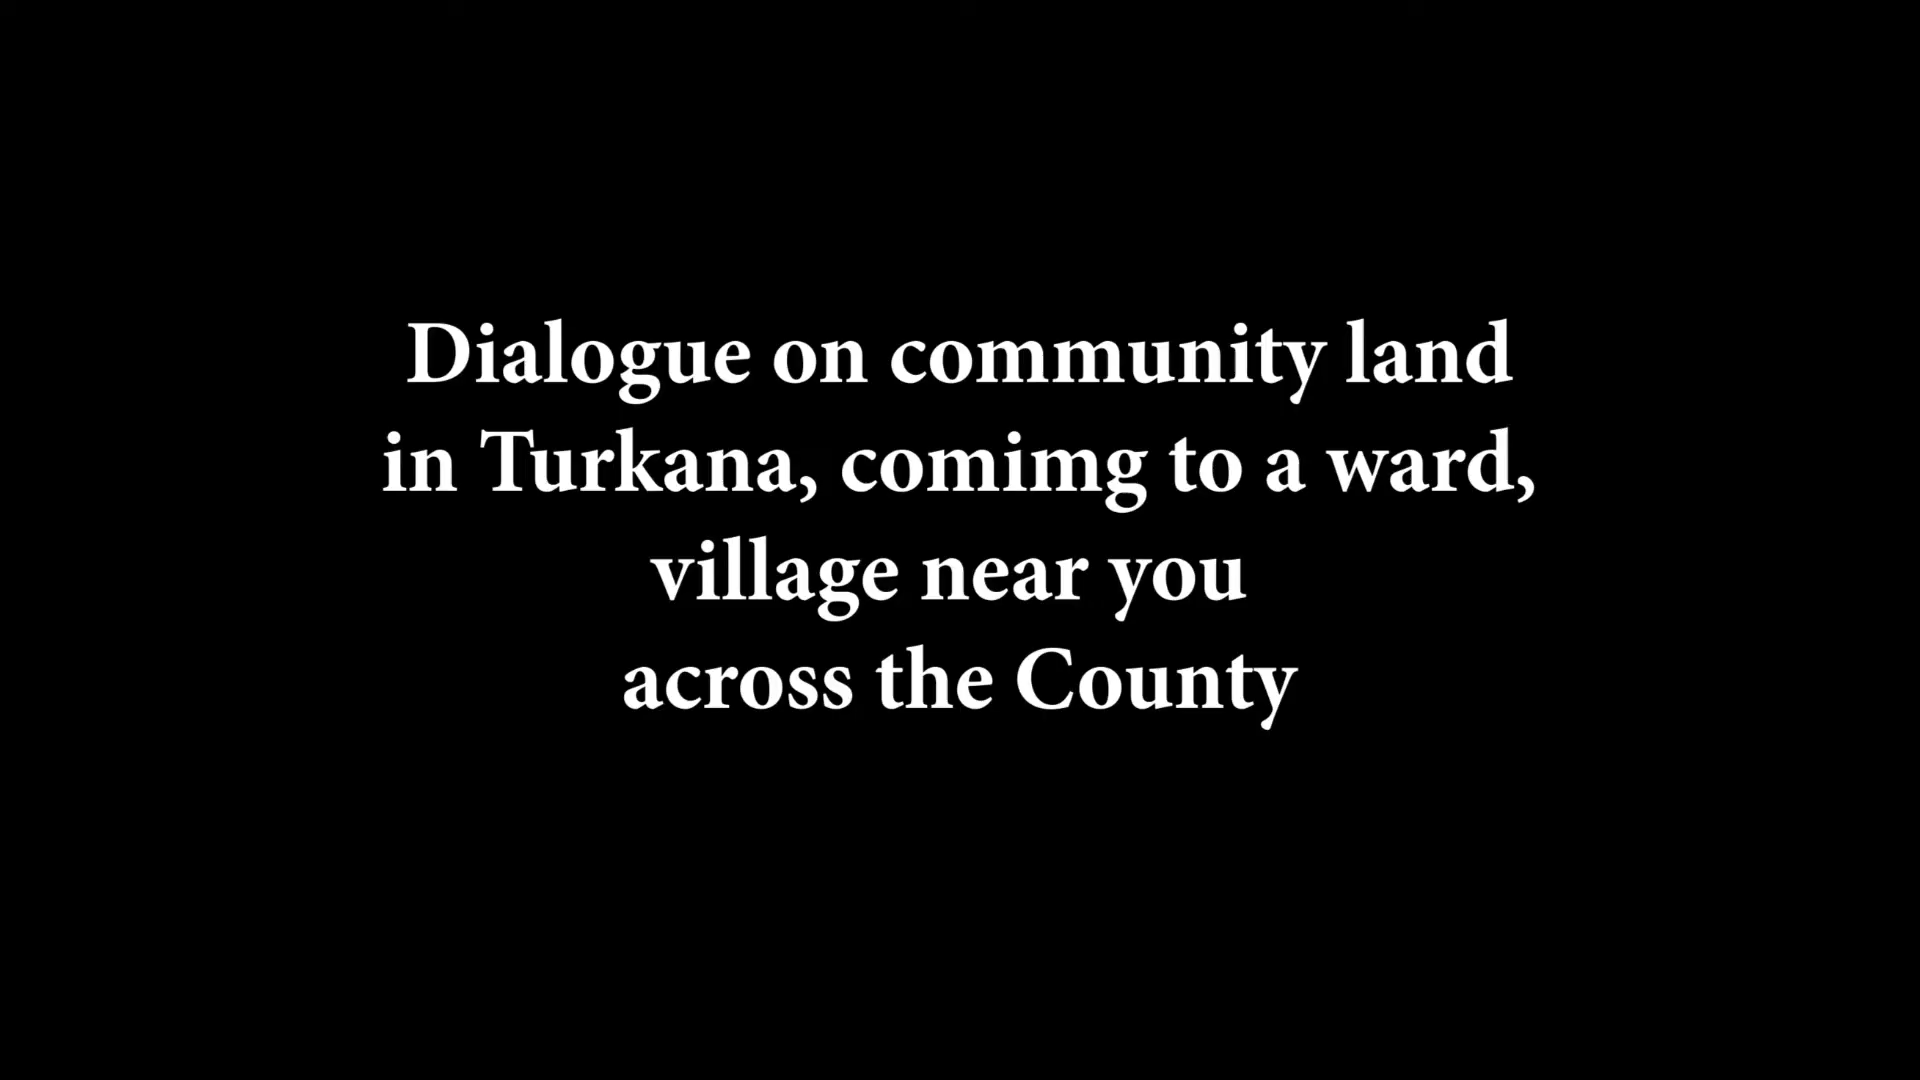 Dialogue on community land
in Turkana, comimg to a ward,
village near you
across the County